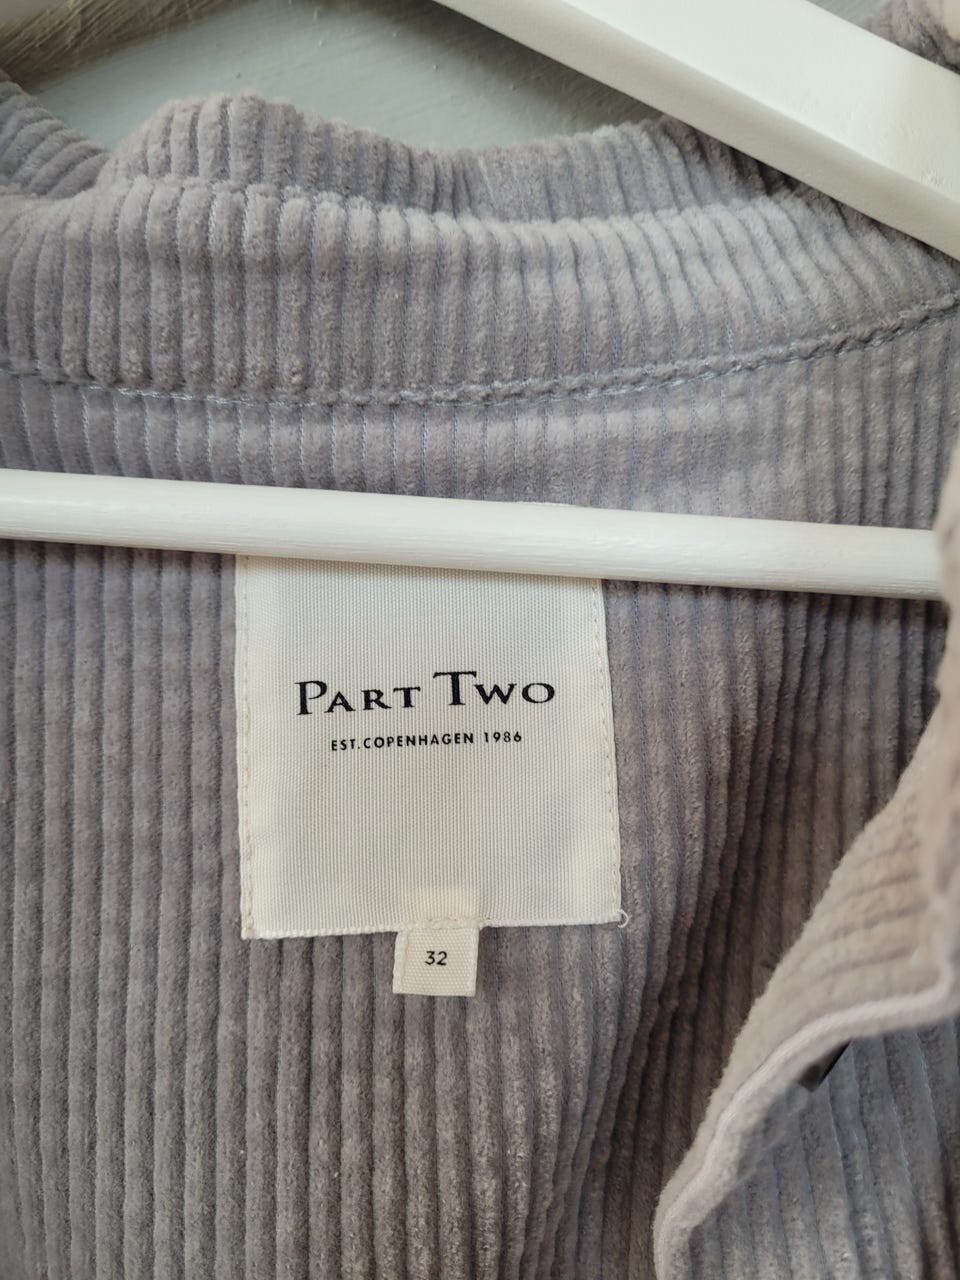 PART TWO
EST.COPENHAGEN 1986
32